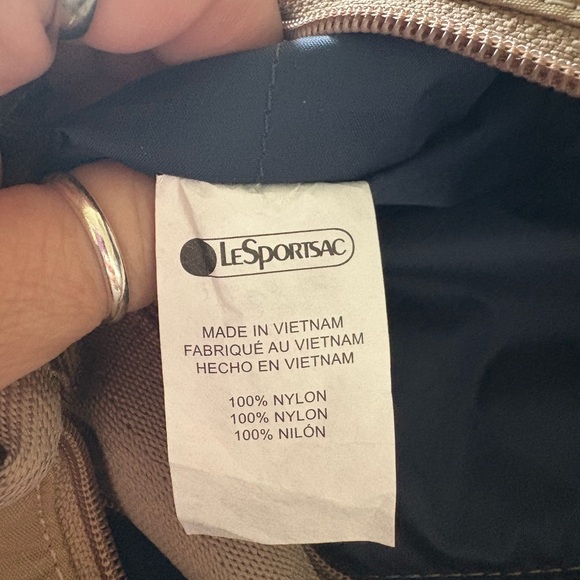 LESPORTSAC
MADE IN VIETNAM
FABRIQUÉ AU VIETNAM
HECHO EN VIETNAM
100% NYLON
100% NYLON
100% NILÓN